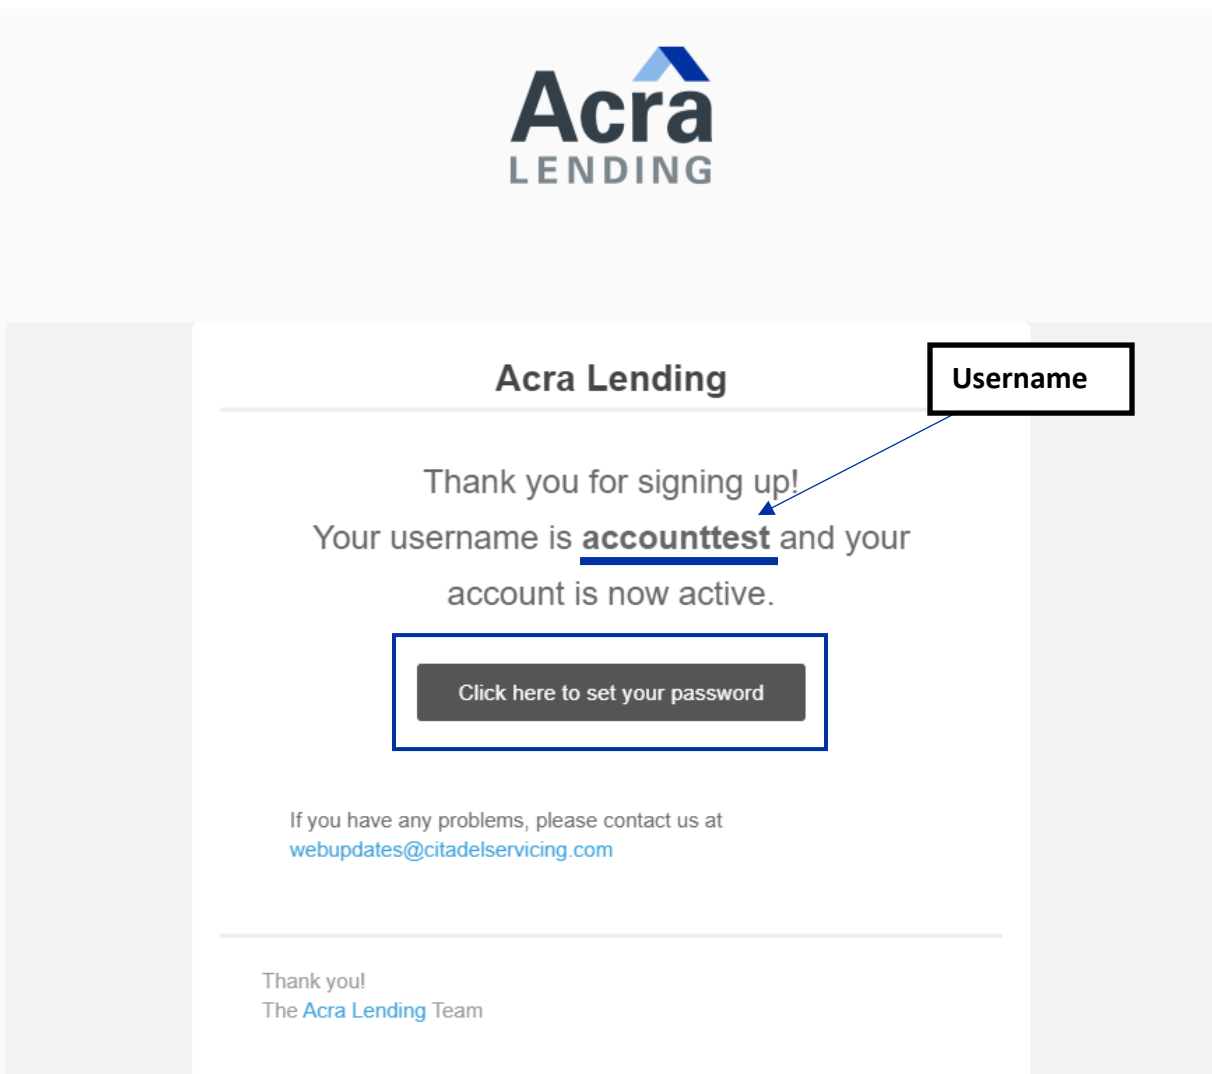 Acra
LENDING
Acra Lending
Username
Thank you for signing up!
Your username is accounttest and your
account is now active.
Click here to set your password
If you have any problems, please contact us at
webupdates@citadelservicing.com
Thank you!
The Acra Lending Team